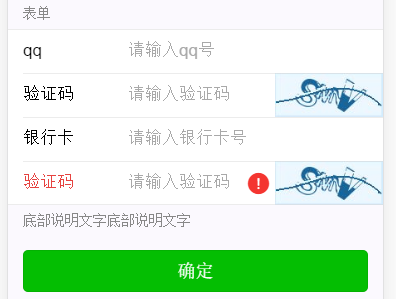 表单
qq 请输入qq号
验证码 请输入验证码
银行卡 请输入银行卡号
验证码 请输入验证码 !
底部说明文字底部说明文字
确定